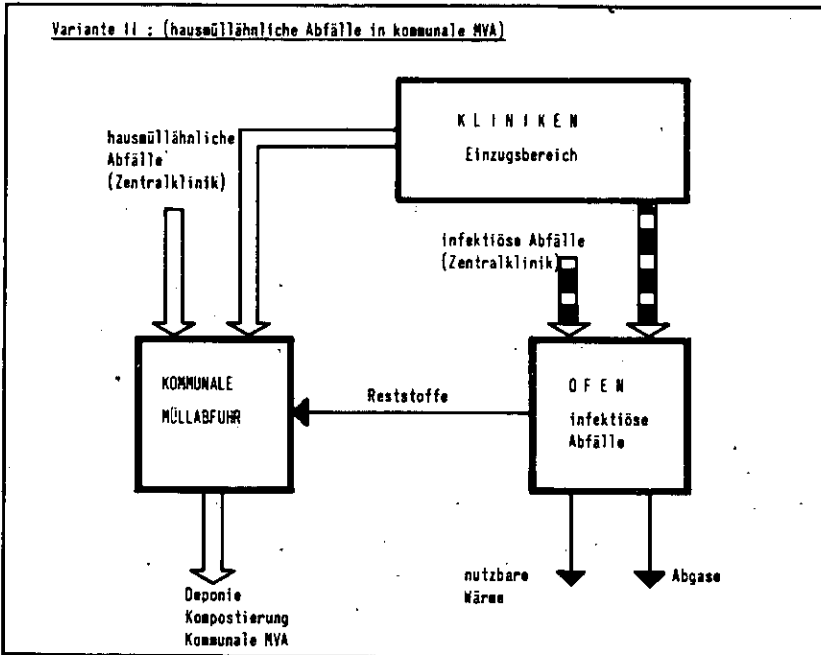 Variante II : (hausmüllähnliche Abfälle in kommunale MVA)
K L I N I K E N
Einzugsbereich
hausmüllähnliche
Abfälle
(Zentralklinik)
infektiöse Abfälle
(Zentralklinik)
KOMMUNALE
MÜLLABFUHR
Reststoffe
O F E N
infektiöse
Abfälle
Deponie
Kompostierung
Kommunale MVA
nutzbare
Wärme
Abgase